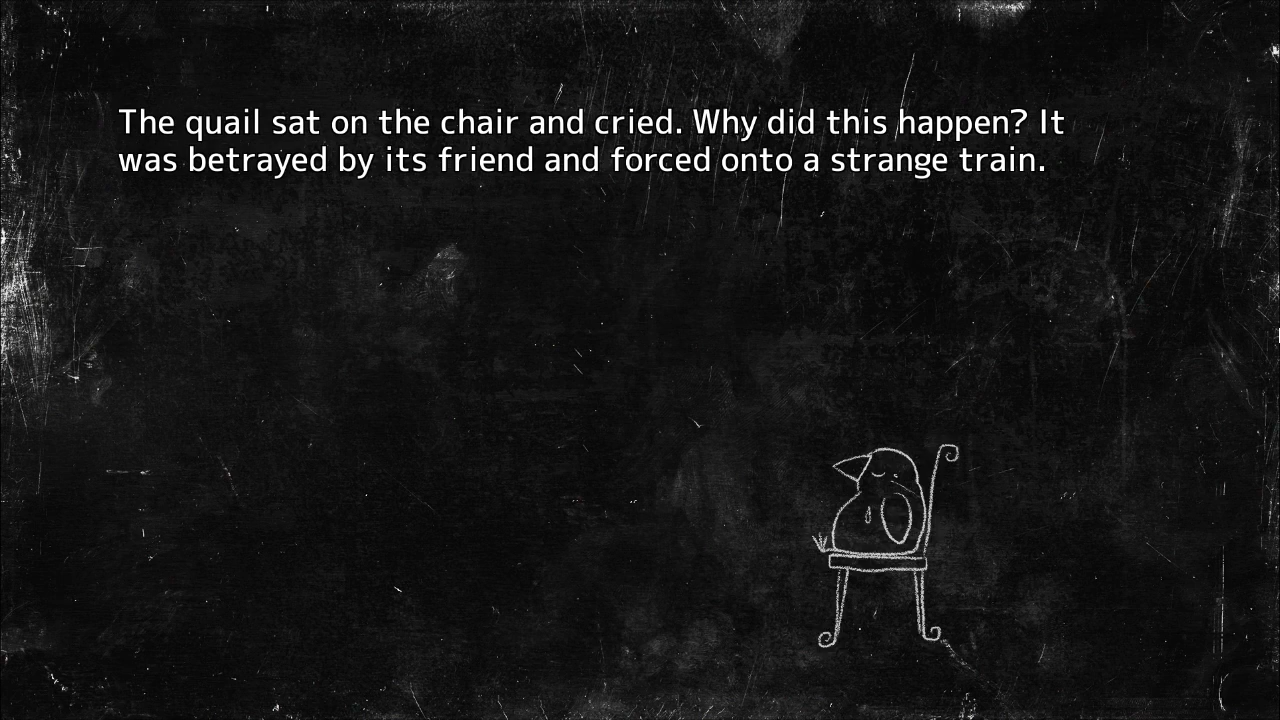 The quail sat on the chair and cried. Why did this happen? It
was betrayed by its friend and forced onto a strange train.